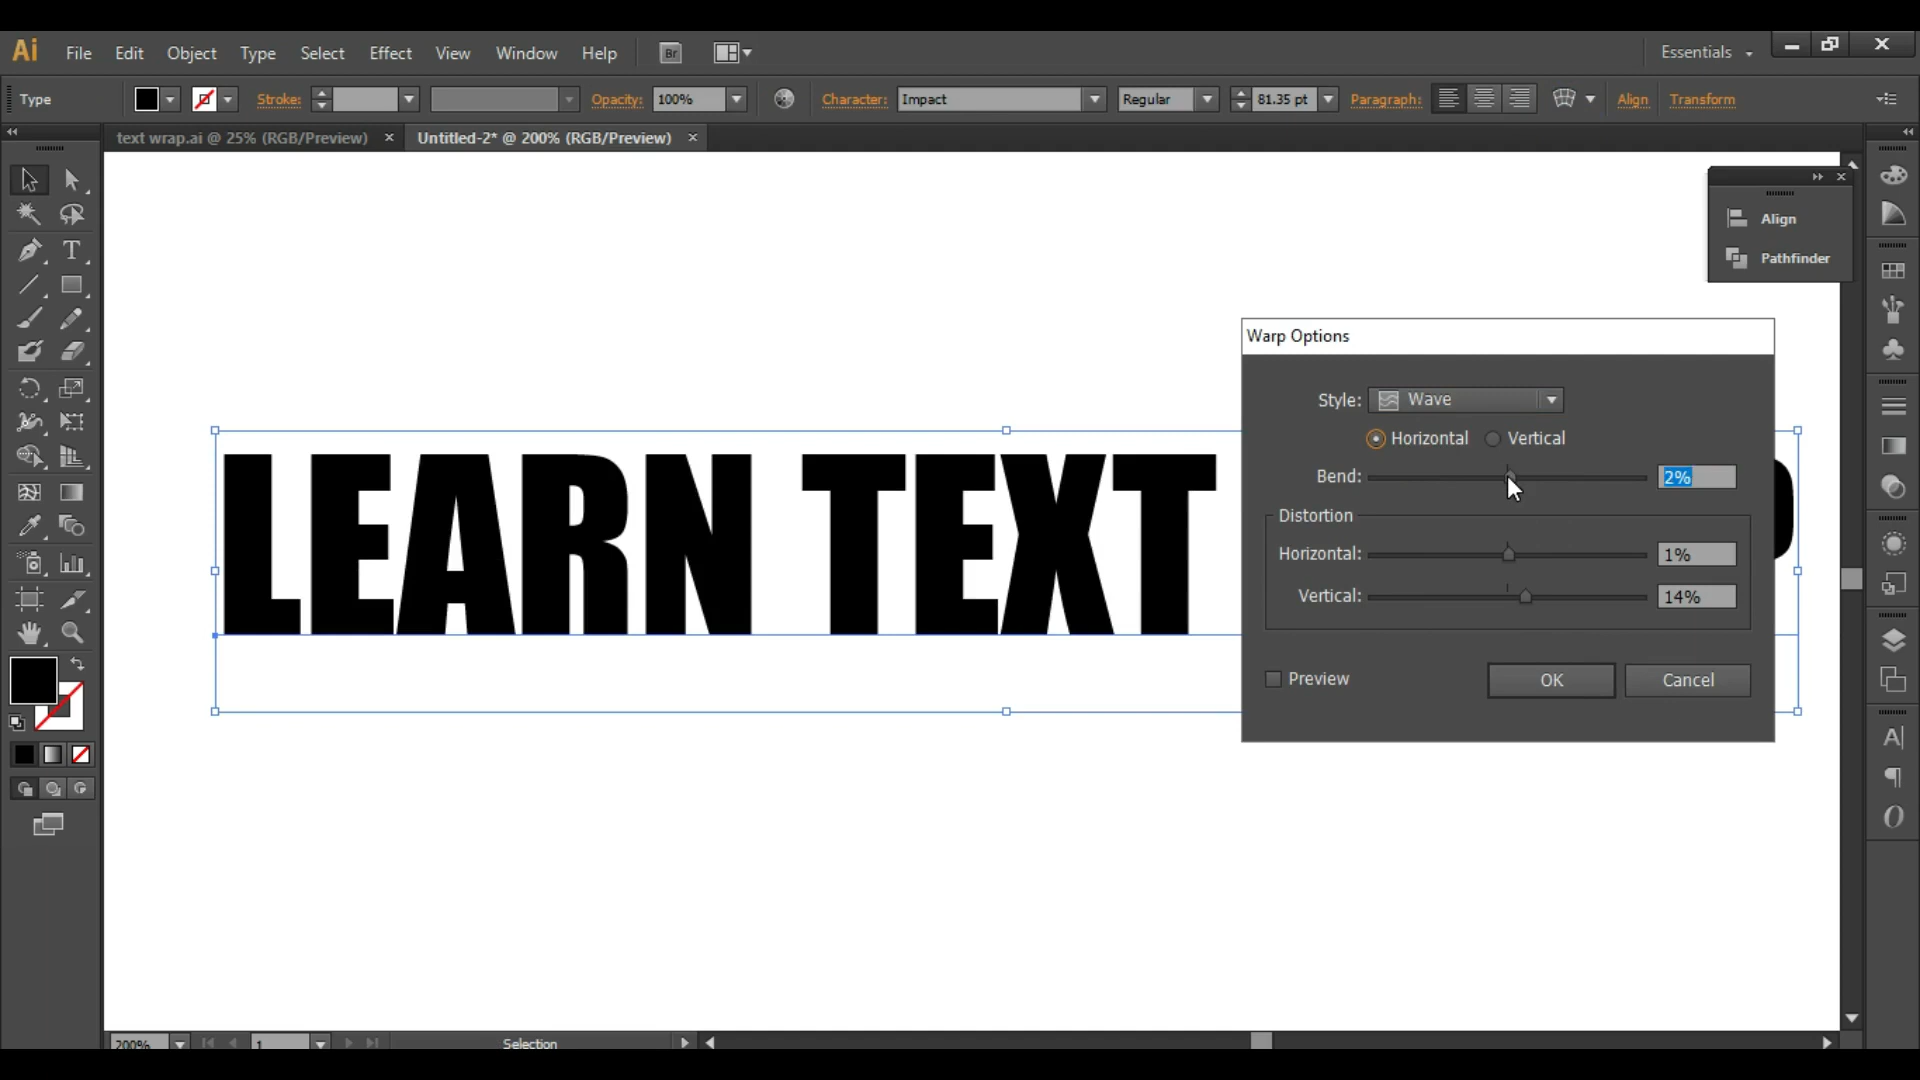 Ai File Edit Object Type Select Effect View Window Help Br Essentials
Type Stroke: Opacity: 100% Character: Impact Regular 81.35 pt Paragraph: Align Transform
text wrap.ai @ 25% (RGB/Preview) × Untitled-2* @ 200% (RGB/Preview) ×
Align
Pathfinder
Warp Options
Style: Wave
Horizontal Vertical
Bend: 2%
Distortion
Horizontal: 1%
Vertical: 14%
Preview OK Cancel
LEARN TEXT
200% 1 Selection